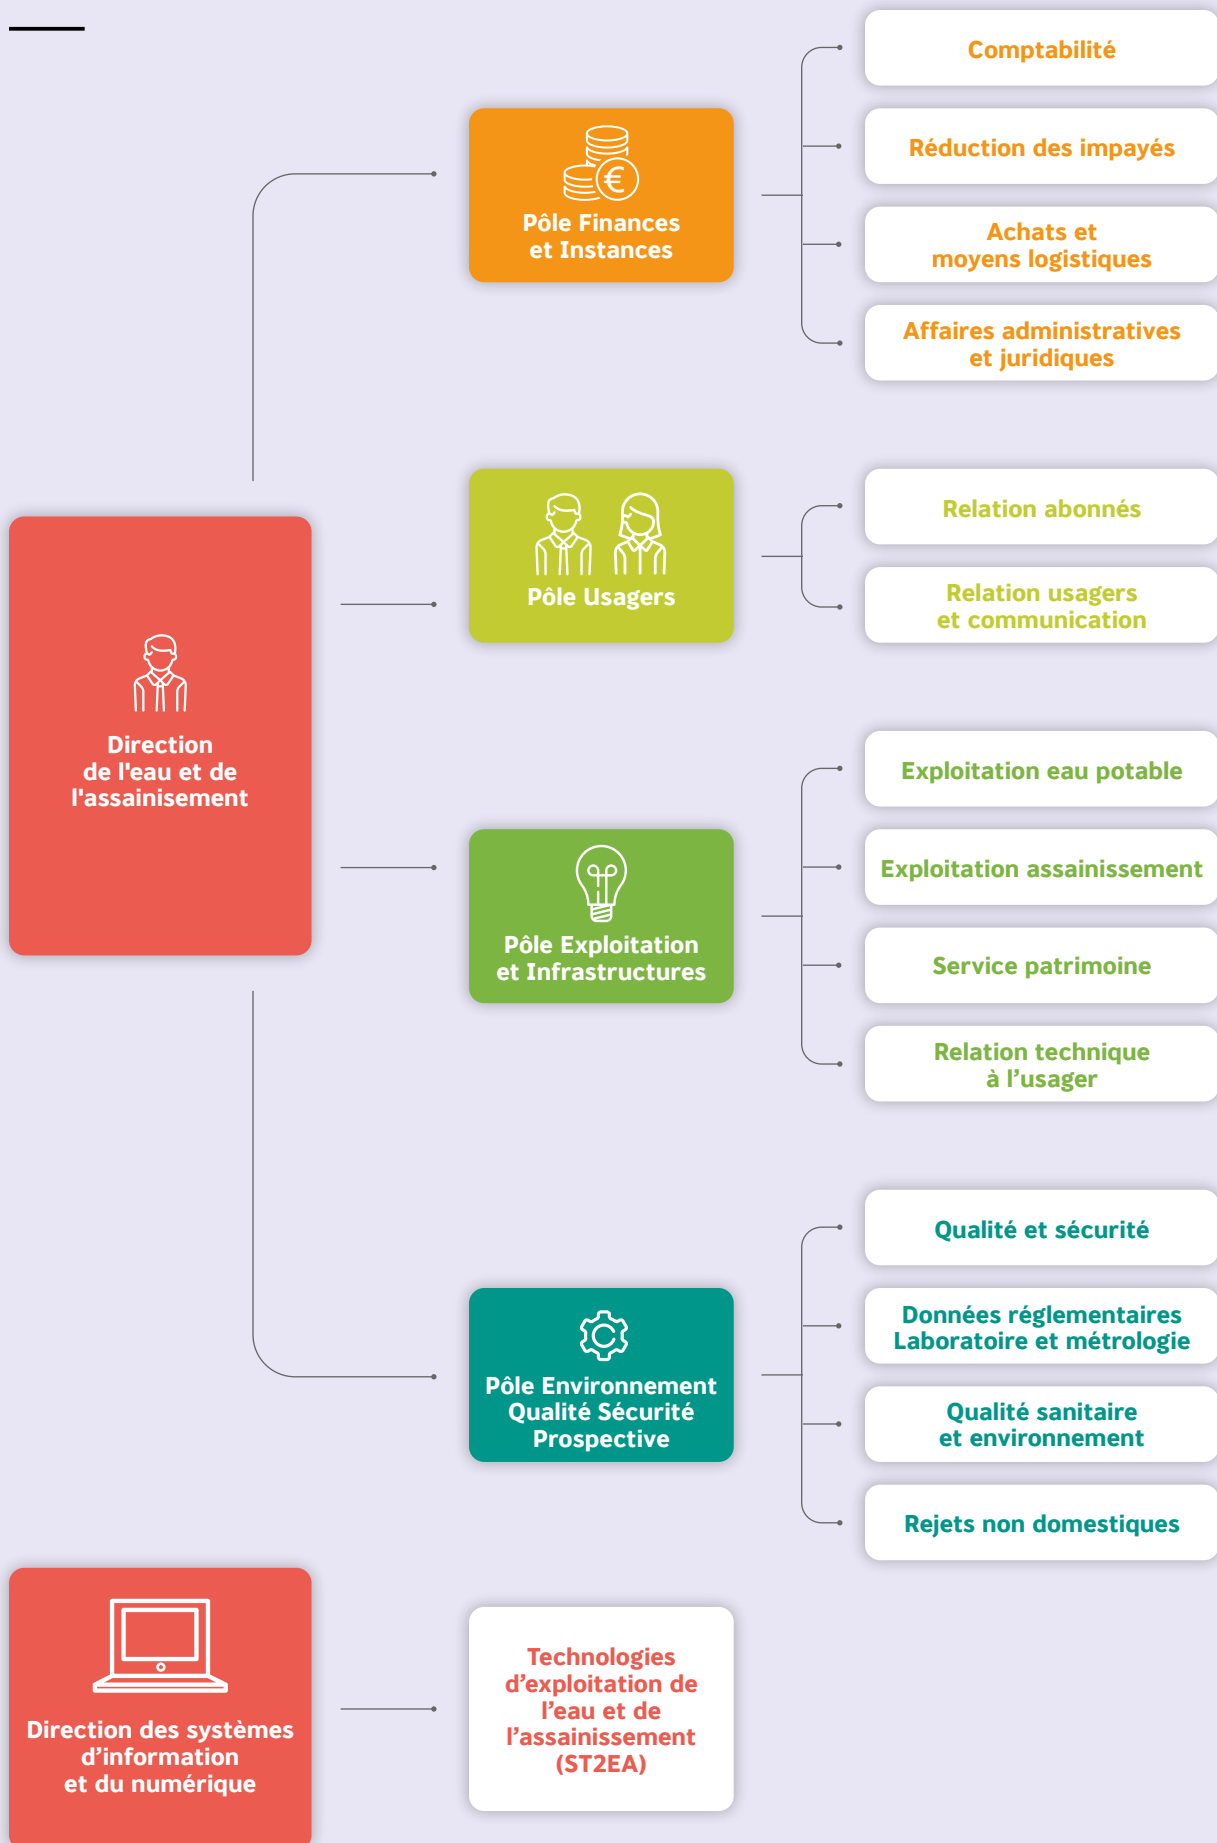 Comptabilité
Réduction des impayés
Achats et
moyens logistiques
Affaires administratives
et juridiques
€
Pôle Finances
et Instances
Relation abonnés
Relation usagers
et communication
Pôle Usagers
Direction
de l'eau et de
l'assainisement
Exploitation eau potable
Exploitation assainissement
Service patrimoine
Relation technique
à l’usager
Pôle Exploitation
et Infrastructures
Qualité et sécurité
Données réglementaires
Laboratoire et métrologie
Qualité sanitaire
et environnement
Rejets non domestiques
Pôle Environnement
Qualité Sécurité
Prospective
Direction des systèmes
d’information
et du numérique
Technologies
d’exploitation de
l’eau et de
l’assainissement
(ST2EA)